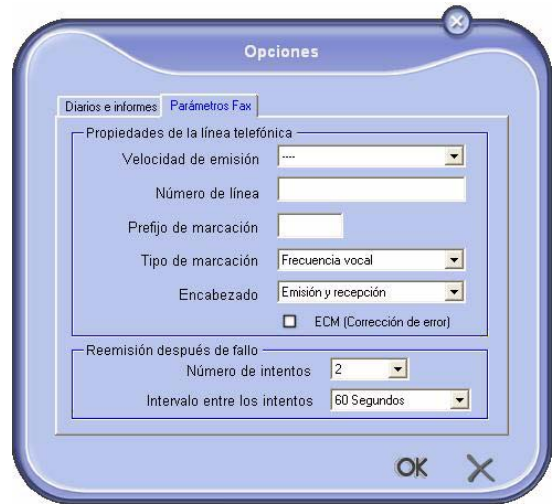 Opciones
Diarios e informes Parámetros Fax
Propiedades de la línea telefónica
Velocidad de emisión ----
Número de línea
Prefijo de marcación
Tipo de marcación Frecuencia vocal
Encabezado Emisión y recepción
ECM (Corrección de error)
Reemisión después de fallo
Número de intentos 2
Intervalo entre los intentos 60 Segundos
OK